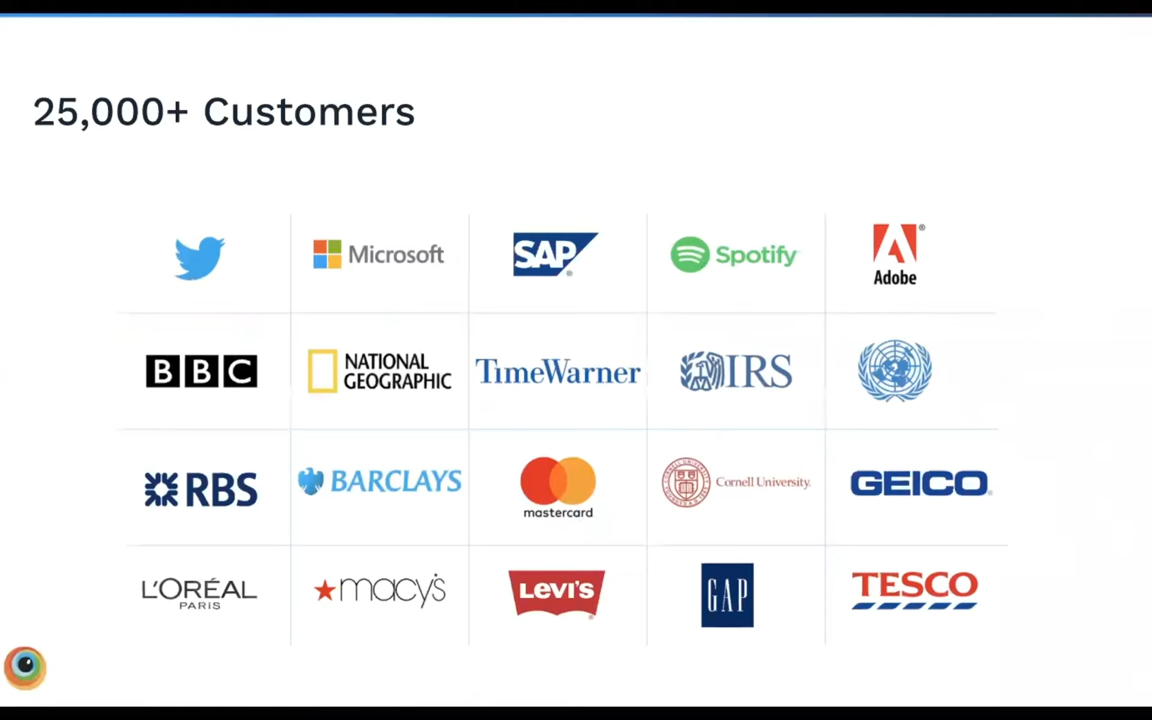 25,000+ Customers
Microsoft
SAP
®
Spotify
®
Adobe
BBC
NATIONAL
GEOGRAPHIC
TimeWarner
IRS
RBS
BARCLAYS
mastercard
Cornell University.
GEICO
L'ORÉAL
PARIS
macy's
LEVI'S
®
GAP
TESCO